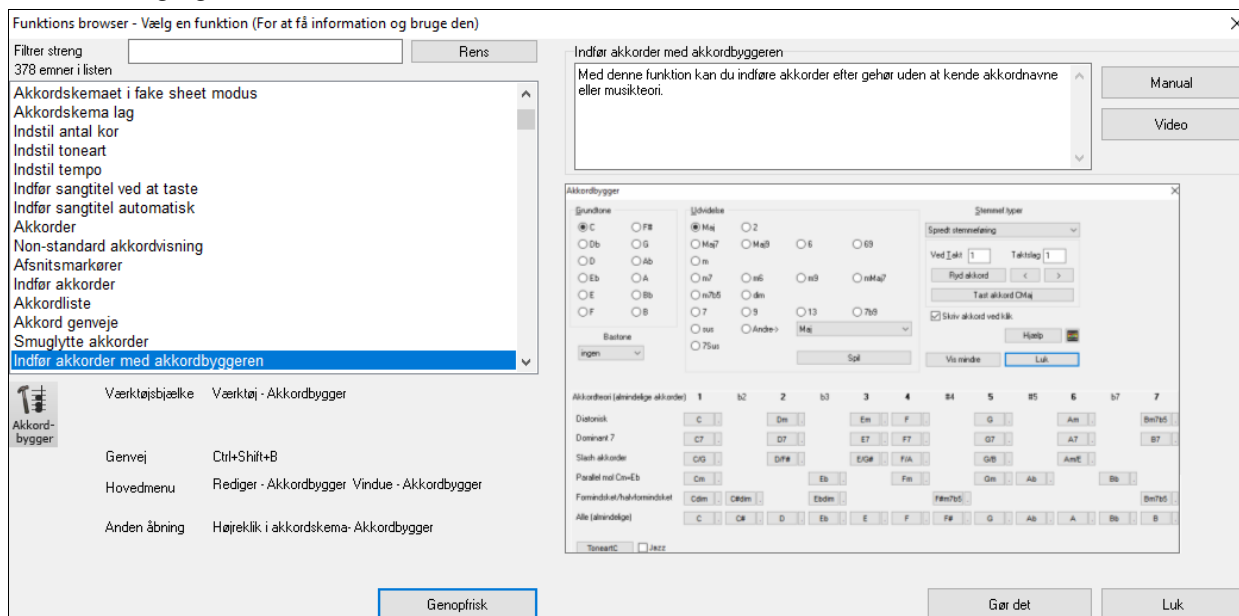 Funktions browser - Vælg en funktion (For at få information og bruge den)
Filtrer streng
Rens
378 emner i listen
Akkordskemaet i fake sheet modus
Akkordskema lag
Indstil antal kor
Indstil toneart
Indstil tempo
Indfør sangtitel ved at taste
Indfør sangtitel automatisk
Akkorder
Non-standard akkordvisning
Afsnitsmarkører
Indfør akkorder
Akkordliste
Akkord genveje
Smuglytte akkorder
Indfør akkorder med akkordbyggeren
Akkord-
bygger
Værktøjsbjælke Værktøj - Akkordbygger
Genvej Ctrl+Shift+B
Hovedmenu Rediger - Akkordbygger Vindue - Akkordbygger
Anden åbning Højreklik i akkordskema- Akkordbygger
Genopfrisk
Indfør akkorder med akkordbyggeren
Med denne funktion kan du indføre akkorder efter gehør uden at kende akkordnavne
eller musikteori.
Manual
Video
Akkordbygger
Grundtone
C F#
Db G
D Ab
Eb A
E Bb
F B
Bastone
ingen
Udvidelse
Maj 2
Maj7 Maj9 6 69
m
m7 m6 m9 mMaj7
m7b5 dim
7 9 13 7b9
sus Andre-> Maj
7Sus
Spil
Stemmel typer
Spredt stemmeføring
Ved Takt 1 Taktslag 1
Ryd akkord < >
Tast akkord CMaj
Skriv akkord ved klik
Hjælp
Vis mindre Luk
Akkordteori (almindelige akkorder) 1 b2 2 b3 3 4 #4 5 #5 6 b7 7
Diatonisk C Dm Em F G Am Bm7b5
Dominant 7 C7 D7 E7 F7 G7 A7 B7
Slash akkorder C/G D/F# E/G# F/A G/B Am/E
Parallel mol Cm=Eb Cm Eb Fm Gm Ab Bb
Formindsket/halvformindsket Cdim C#dim Ebdim F#m7b5 Bm7b5
Alle (almindelige) C C# D Eb E F F# G Ab A Bb B
ToneartC Jazz
Gør det
Luk